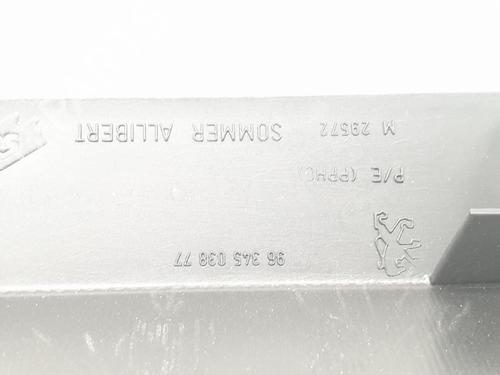 96 345 038 77
P/E (PPHC)
M 29572 SOMMER ALLIBERT